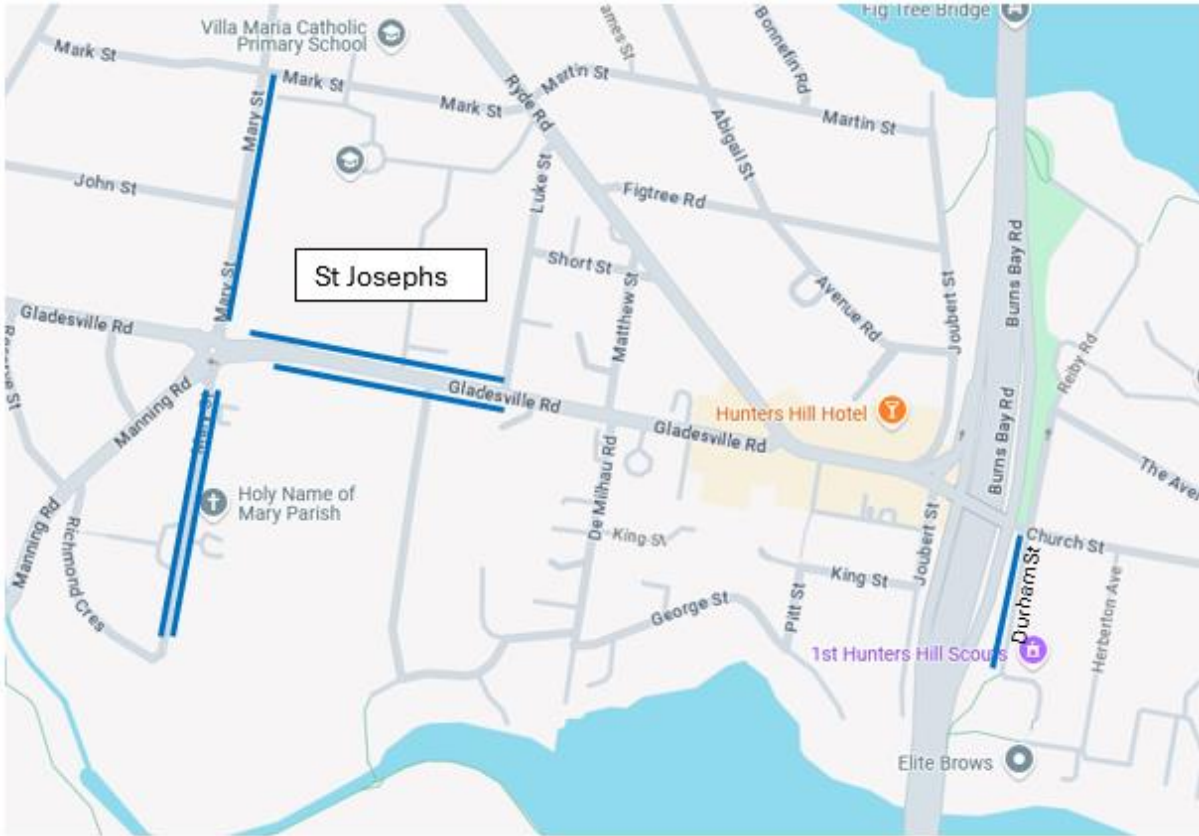 Fig Tree Bridge
Villa Maria Catholic
Primary School
Mark St
Mark St
Mark St
Martin St
Ryde Rd
Bonnefin Rd
Martin St
Abigail St
Mary St
John St
Luke St
Figtree Rd
St Josephs
Short St
Mary St
Matthew St
Avenue Rd
Joubert St
Burns Bay Rd
Reiby Rd
Gladesville Rd
Gladesville Rd
Gladesville Rd
Hunters Hill Hotel
Burns Bay Rd
The Aven
Manning Rd
Manning Rd
Richmond Cres
Holy Name of
Mary Parish
De Milhau Rd
King St
King St
George St
Pitt St
Joubert St
Church St
Durham St
Herberton Ave
1st Hunters Hill Scouts
Elite Brows